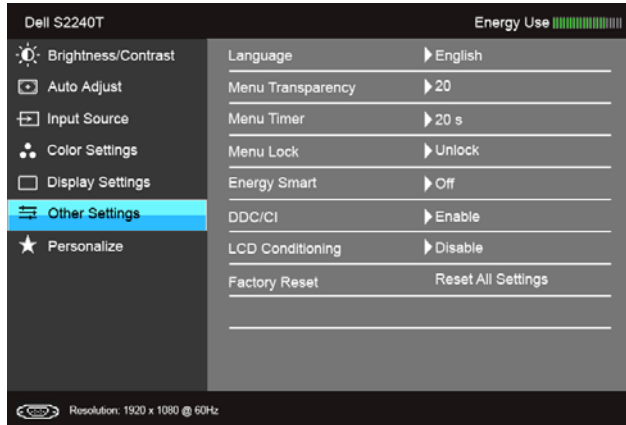 Dell S2240T
Energy Use
Brightness/Contrast
Auto Adjust
Input Source
Color Settings
Display Settings
Other Settings
Personalize
Language English
Menu Transparency 20
Menu Timer 20 s
Menu Lock Unlock
Energy Smart Off
DDC/CI Enable
LCD Conditioning Disable
Factory Reset Reset All Settings
Resolution: 1920 x 1080 @ 60Hz